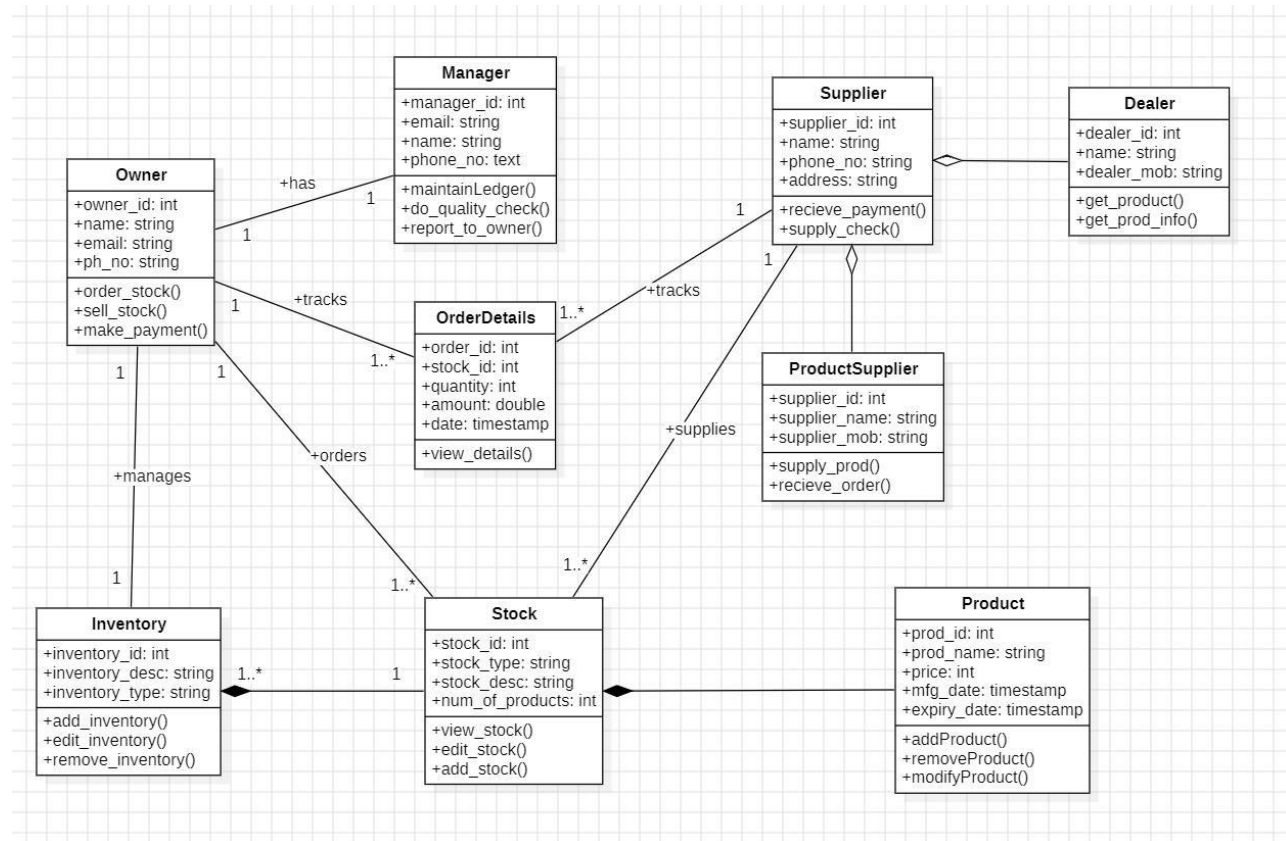 Manager
+manager_id: int
+email: string
+name: string
+phone_no: text
+maintainLedger()
+do_quality_check()
+report_to_owner()
Supplier
+supplier_id: int
+name: string
+phone_no: string
+address: string
+recieve_payment()
+supply_check()
Dealer
+dealer_id: int
+name: string
+dealer_mob: string
+get_product()
+get_prod_info()
Owner
+owner_id: int
+name: string
+email: string
+ph_no: string
+order_stock()
+sell_stock()
+make_payment()
+has
1
1
+tracks
1
1..*
OrderDetails
+order_id: int
+stock_id: int
+quantity: int
+amount: double
+date: timestamp
+view_details()
1
+tracks
1..*
1
+supplies
1..*
ProductSupplier
+supplier_id: int
+supplier_name: string
+supplier_mob: string
+supply_prod()
+recieve_order()
1
+manages
1
1
+orders
1..*
Inventory
+inventory_id: int
+inventory_desc: string
+inventory_type: string
+add_inventory()
+edit_inventory()
+remove_inventory()
1..*
1
Stock
+stock_id: int
+stock_type: string
+stock_desc: string
+num_of_products: int
+view_stock()
+edit_stock()
+add_stock()
Product
+prod_id: int
+prod_name: string
+price: int
+mfg_date: timestamp
+expiry_date: timestamp
+addProduct()
+removeProduct()
+modifyProduct()